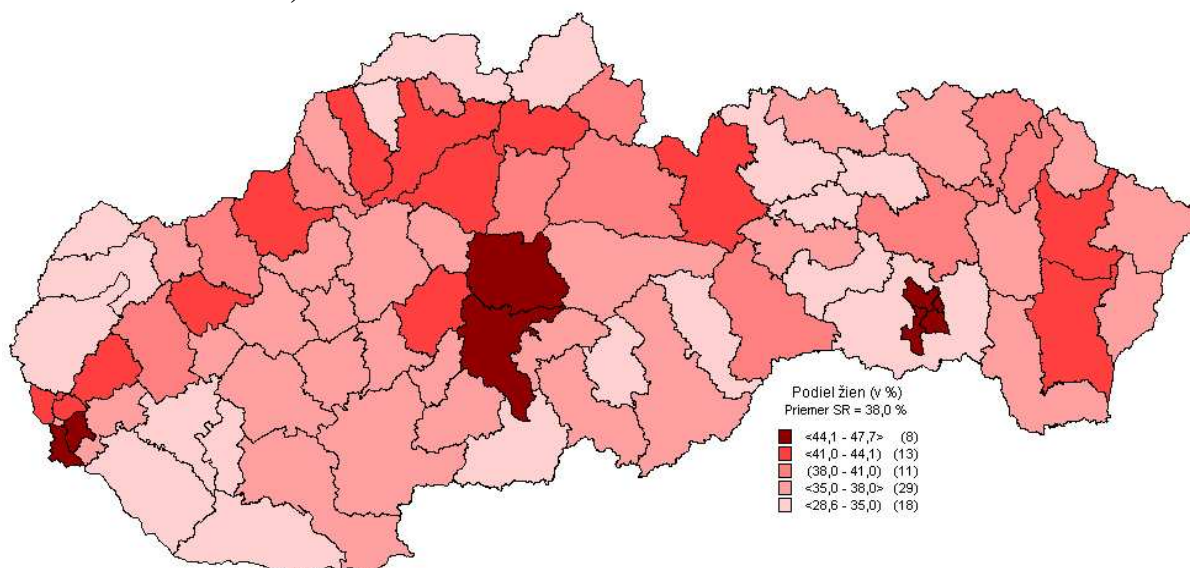 Podiel žien (v %)
Priemer SR = 38,0 %
<44,1 - 47,7> (8)
<41,0 - 44,1) (13)
(38,0 - 41,0) (11)
<35,0 - 38,0> (29)
<28,6 - 35,0) (18)